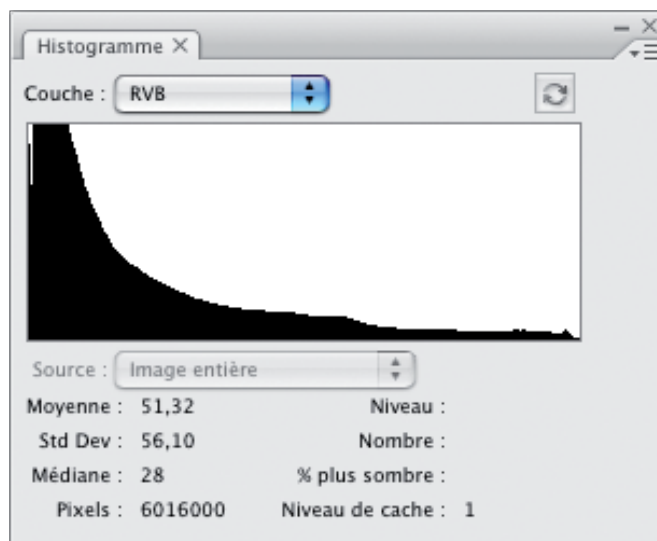 Histogramme
Couche : RVB
Source : Image entière
Moyenne : 51,32 Niveau :
Std Dev : 56,10 Nombre :
Médiane : 28 % plus sombre :
Pixels : 6016000 Niveau de cache : 1